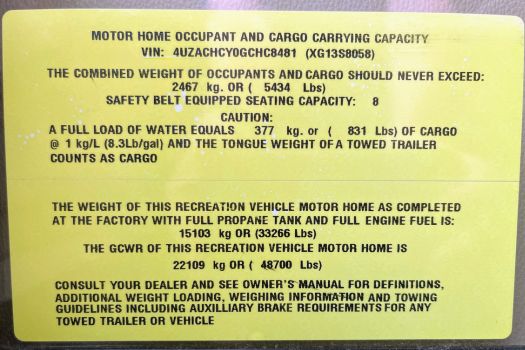 MOTOR HOME OCCUPANT AND CARGO CARRYING CAPACITY
VIN: 4UZACHCY0GCHC8481 (XG13S8058)
THE COMBINED WEIGHT OF OCCUPANTS AND CARGO SHOULD NEVER EXCEED:
2467 kg. OR ( 5434 Lbs)
SAFETY BELT EQUIPPED SEATING CAPACITY: 8
CAUTION:
A FULL LOAD OF WATER EQUALS 377 kg. or ( 831 Lbs) OF CARGO
@ 1 kg/L (8.3Lb/gal) AND THE TONGUE WEIGHT OF A TOWED TRAILER
COUNTS AS CARGO
THE WEIGHT OF THIS RECREATION VEHICLE MOTOR HOME AS COMPLETED
AT THE FACTORY WITH FULL PROPANE TANK AND FULL ENGINE FUEL IS:
15103 kg OR (33266 Lbs)
THE GCWR OF THIS RECREATION VEHICLE MOTOR HOME IS
22109 kg OR ( 48700 Lbs)
CONSULT YOUR DEALER AND SEE OWNER'S MANUAL FOR DEFINITIONS,
ADDITIONAL WEIGHT LOADING, WEIGHING INFORMATION AND TOWING
GUIDELINES INCLUDING AUXILLIARY BRAKE REQUIREMENTS FOR ANY
TOWED TRAILER OR VEHICLE